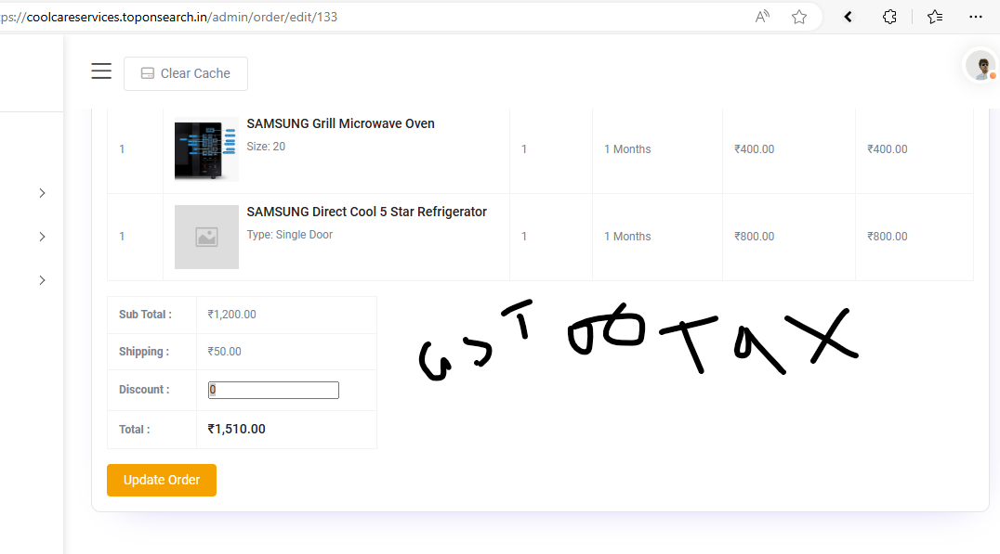 ps://coolcareservices.toponsearch.in/admin/order/edit/133
Clear Cache
1 SAMSUNG Grill Microwave Oven Size: 20 1 1 Months ₹400.00 ₹400.00
1 SAMSUNG Direct Cool 5 Star Refrigerator Type: Single Door 1 1 Months ₹800.00 ₹800.00
Sub Total : ₹1,200.00
Shipping : ₹50.00
Discount : 0
Total : ₹1,510.00
Update Order
GST TAX